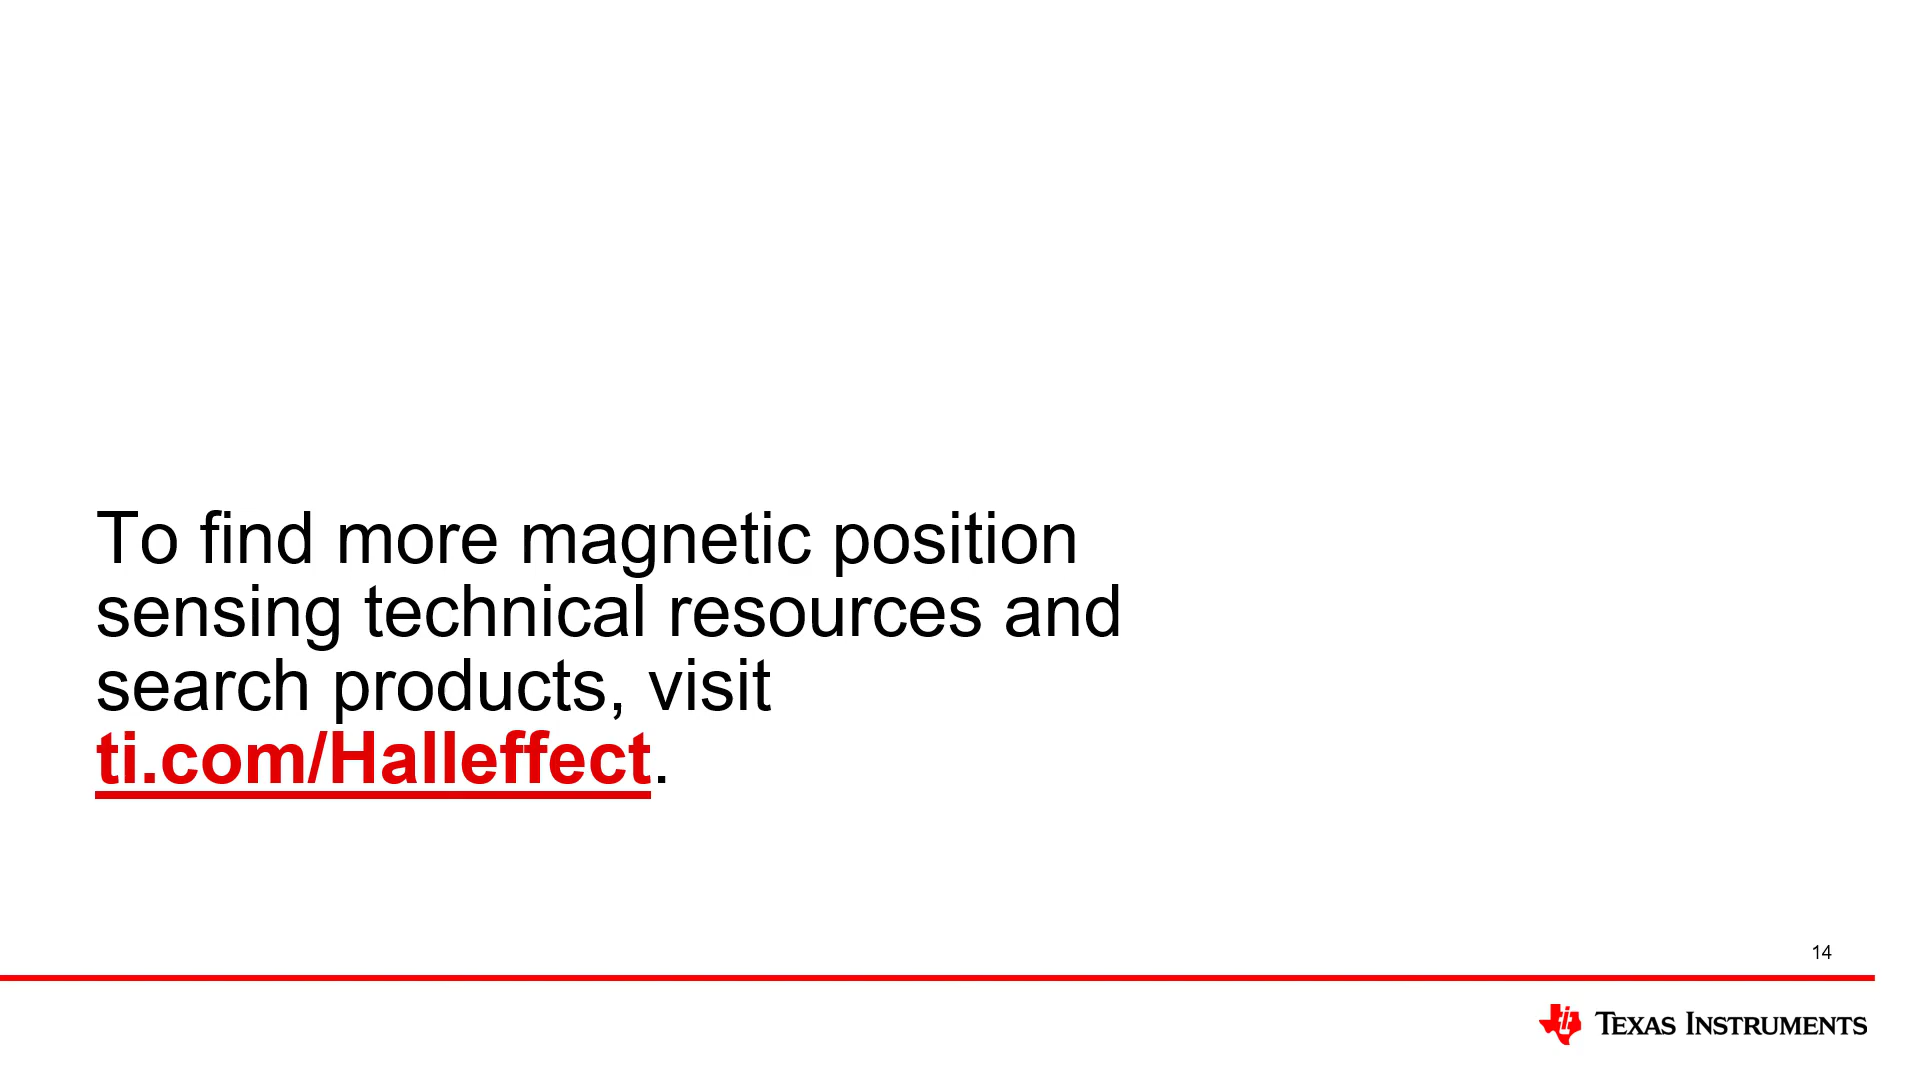 To find more magnetic position
sensing technical resources and
search products, visit
ti.com/Halleffect.
14
TEXAS INSTRUMENTS